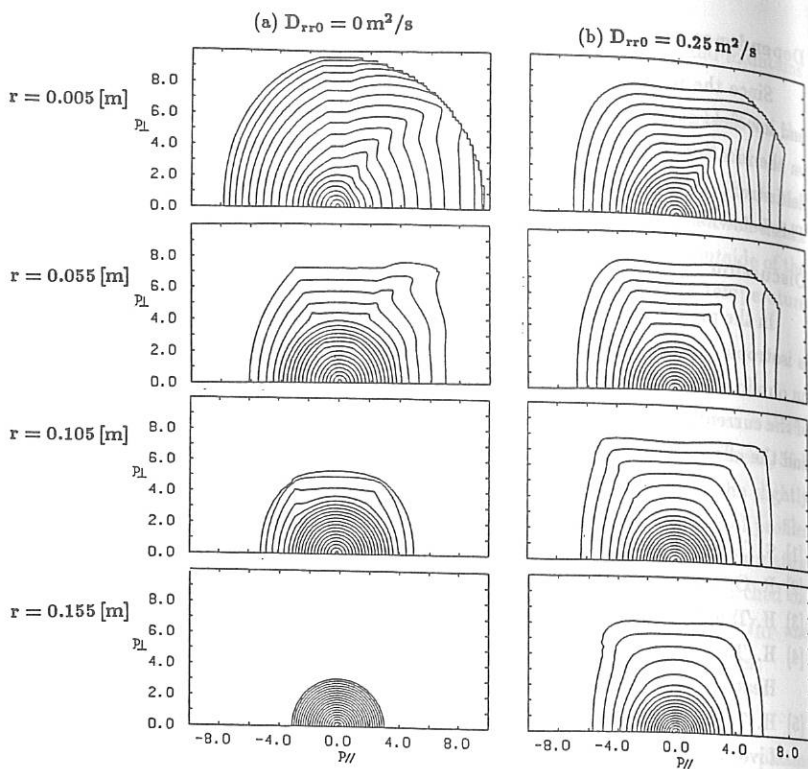 (a) D_rr0 = 0 m²/s
(b) D_rr0 = 0.25 m²/s
r = 0.005 [m]
P⊥
8.0
6.0
4.0
2.0
0.0
r = 0.055 [m]
P⊥
8.0
6.0
4.0
2.0
0.0
r = 0.105 [m]
P⊥
8.0
6.0
4.0
2.0
0.0
r = 0.155 [m]
P⊥
8.0
6.0
4.0
2.0
0.0
-8.0 -4.0 0.0 4.0 8.0
P//
-8.0 -4.0 0.0 4.0 8.0
P//